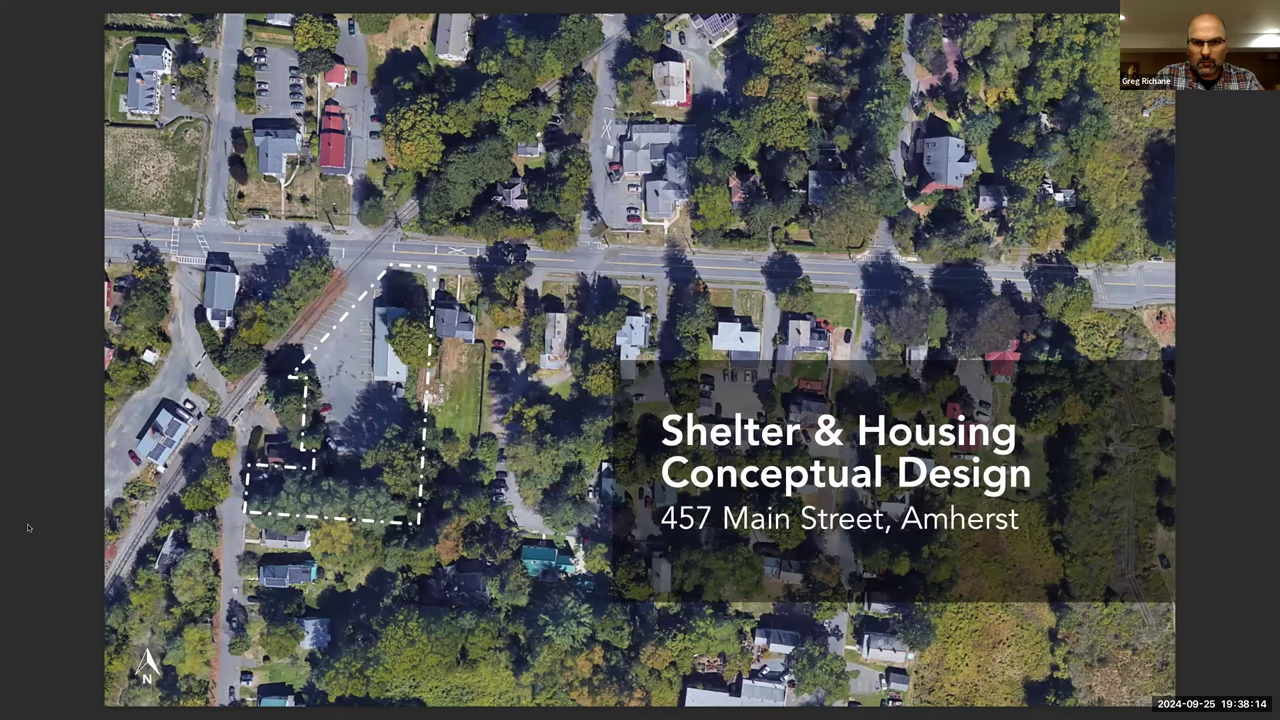 Greg Richane
Shelter & Housing
Conceptual Design
457 Main Street, Amherst
N
2024-09-25 19:38:14